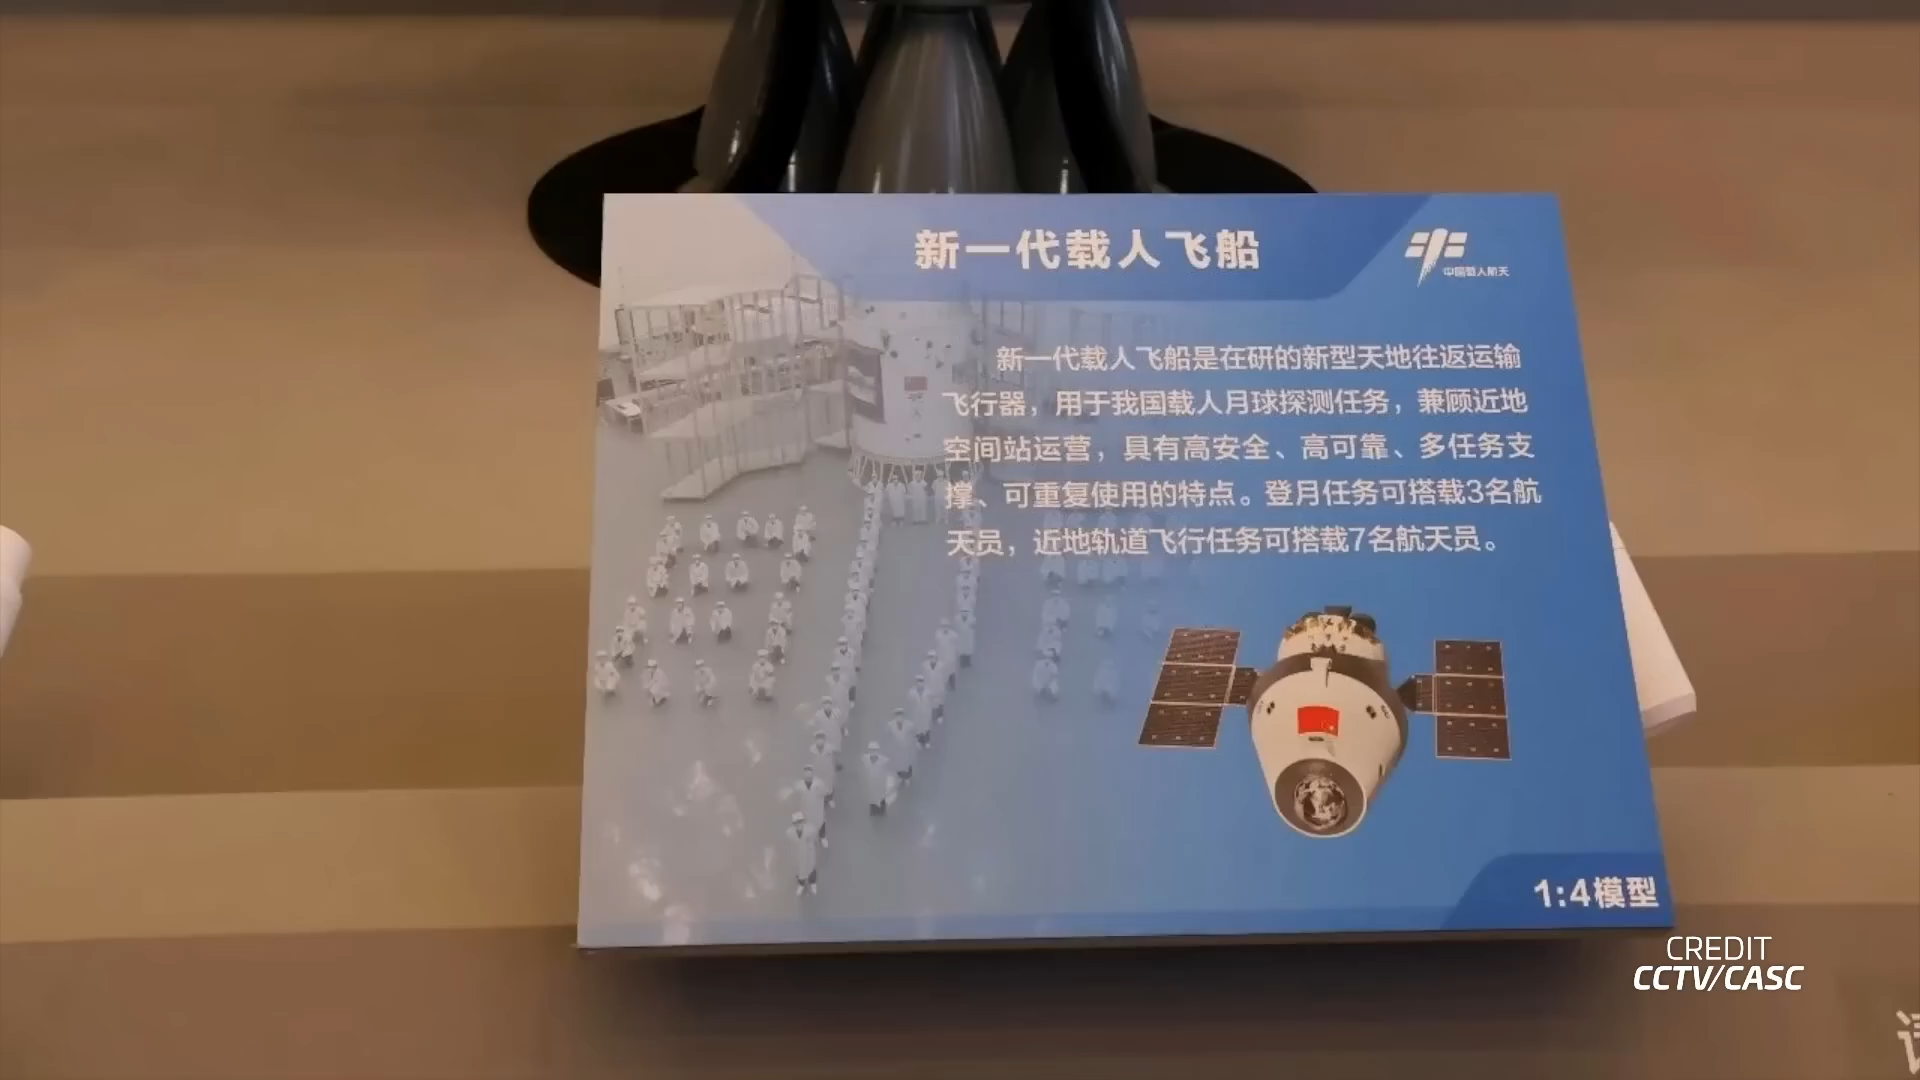 新一代载人飞船
中国载人航天
新一代载人飞船是在研的新型天地往返运输
飞行器，用于我国载人月球探测任务，兼顾近地
空间站运营，具有高安全、高可靠、多任务支
撑、可重复使用的特点。登月任务可搭载3名航
天员，近地轨道飞行任务可搭载7名航天员。
1:4模型
CREDIT
CCTV/CASC